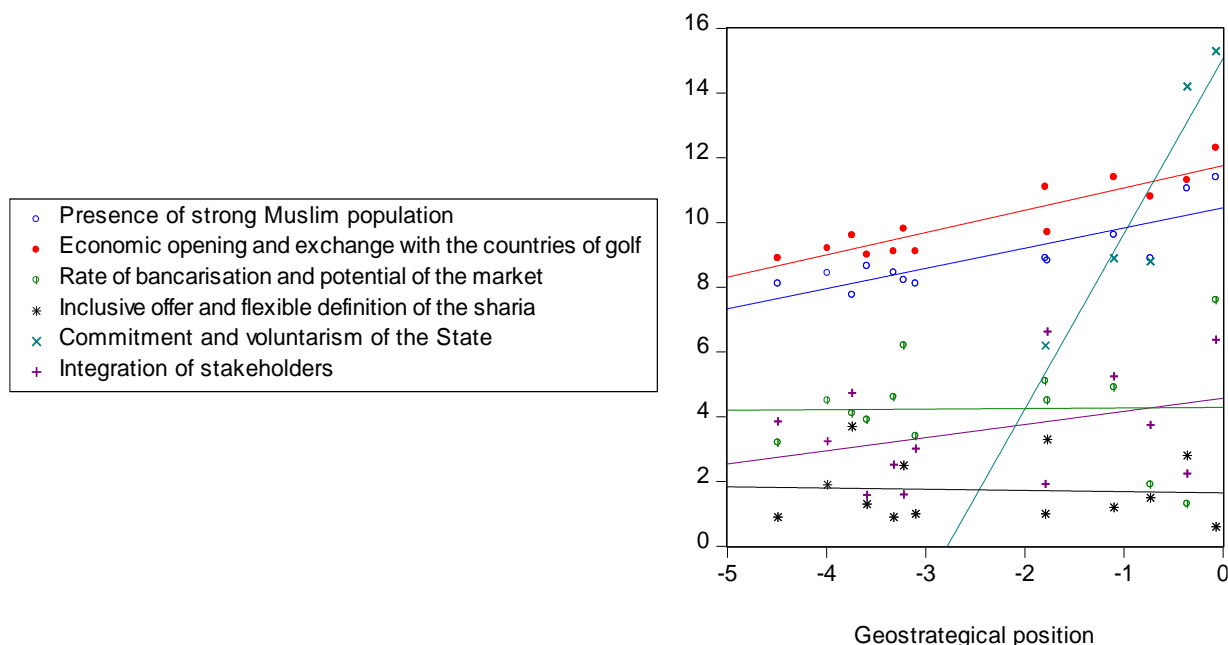 Presence of strong Muslim population
Economic opening and exchange with the countries of golf
Rate of bancarisation and potential of the market
Inclusive offer and flexible definition of the sharia
Commitment and voluntarism of the State
Integration of stakeholders
16
14
12
10
8
6
4
2
0
-5 -4 -3 -2 -1 0
Geostrategical position